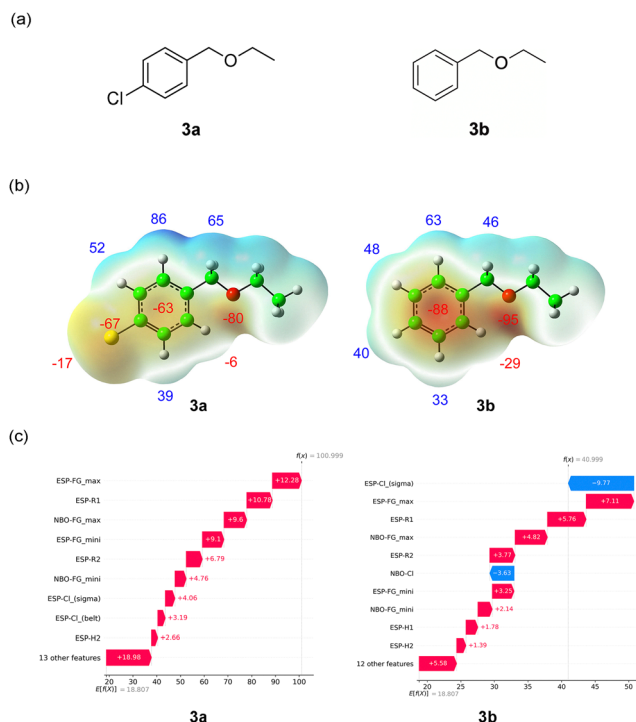 (a)
Cl
O
3a
O
3b
(b)
52
86
65
-67
-63
-80
-17
39
-6
3a
48
63
46
-88
-95
40
33
-29
3b
(c)
f(x) = 100.999
ESP-FG_max +12.28
ESP-R1 +10.78
NBO-FG_max +9.6
ESP-FG_mini +9.1
ESP-R2 +6.79
NBO-FG_mini +4.76
ESP-Cl_(sigma) +4.06
ESP-Cl_(belt) +3.19
ESP-H2 +2.66
13 other features +18.98
20 30 40 50 60 70 80 90 100
E[f(X)] = 18.807
3a
f(x) = 40.999
ESP-Cl_(sigma) −9.77
ESP-FG_max +7.11
ESP-R1 +5.76
NBO-FG_max +4.82
ESP-R2 +3.77
NBO-Cl −3.63
ESP-FG_mini +3.25
NBO-FG_mini +2.14
ESP-H1 +1.78
ESP-H2 +1.39
12 other features +5.58
20 25 30 35 40 45 50
E[f(X)] = 18.807
3b